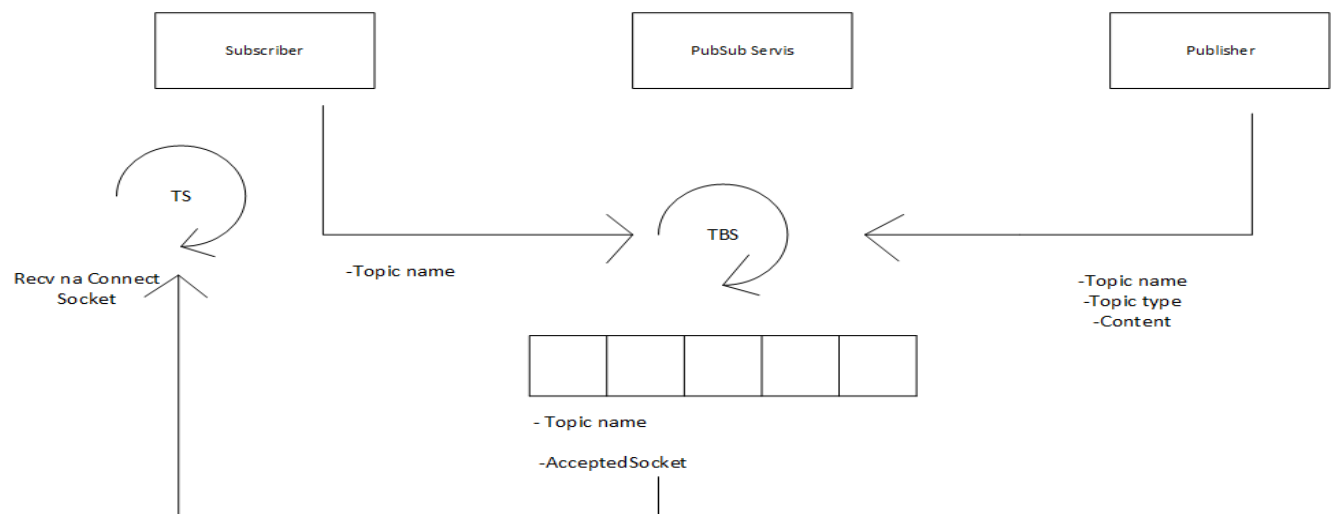 Subscriber
PubSub Servis
Publisher
TS
TBS
Recv na Connect
Socket
-Topic name
-Topic name
-Topic type
-Content
- Topic name
-AcceptedSocket